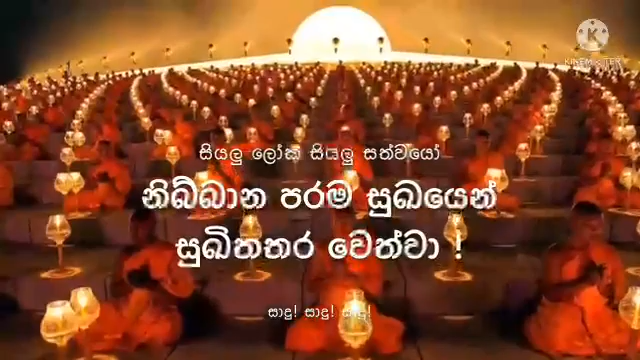 KINEMASTER
සියලු ලෝක සියලු සත්වයෝ
නිබ්බාන පරම සුඛයෙන්
සුඛිතතර වෙත්වා !
සාදු! සාදු! සාදු!